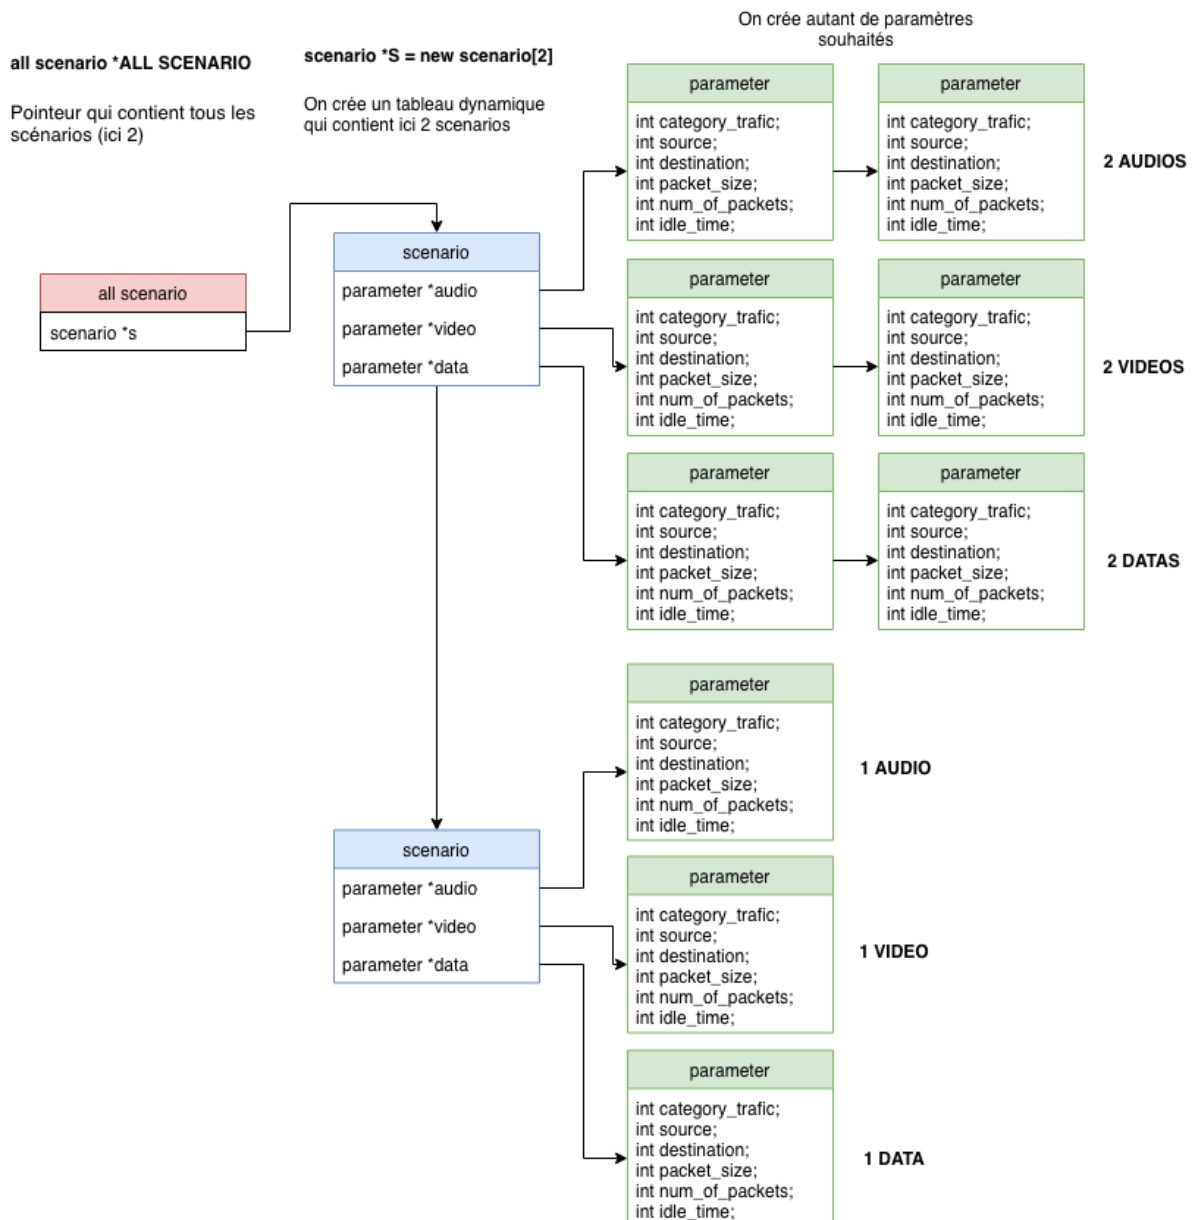 On crée autant de paramètres
souhaités
all scenario *ALL SCENARIO
Pointeur qui contient tous les
scénarios (ici 2)
scenario *S = new scenario[2]
On crée un tableau dynamique
qui contient ici 2 scenarios
all scenario
scenario *s
scenario
parameter *audio
parameter *video
parameter *data
parameter
int category_trafic;
int source;
int destination;
int packet_size;
int num_of_packets;
int idle_time;
parameter
int category_trafic;
int source;
int destination;
int packet_size;
int num_of_packets;
int idle_time;
2 AUDIOS
parameter
int category_trafic;
int source;
int destination;
int packet_size;
int num_of_packets;
int idle_time;
parameter
int category_trafic;
int source;
int destination;
int packet_size;
int num_of_packets;
int idle_time;
2 VIDEOS
parameter
int category_trafic;
int source;
int destination;
int packet_size;
int num_of_packets;
int idle_time;
parameter
int category_trafic;
int source;
int destination;
int packet_size;
int num_of_packets;
int idle_time;
2 DATAS
scenario
parameter *audio
parameter *video
parameter *data
parameter
int category_trafic;
int source;
int destination;
int packet_size;
int num_of_packets;
int idle_time;
1 AUDIO
parameter
int category_trafic;
int source;
int destination;
int packet_size;
int num_of_packets;
int idle_time;
1 VIDEO
parameter
int category_trafic;
int source;
int destination;
int packet_size;
int num_of_packets;
int idle_time;
1 DATA